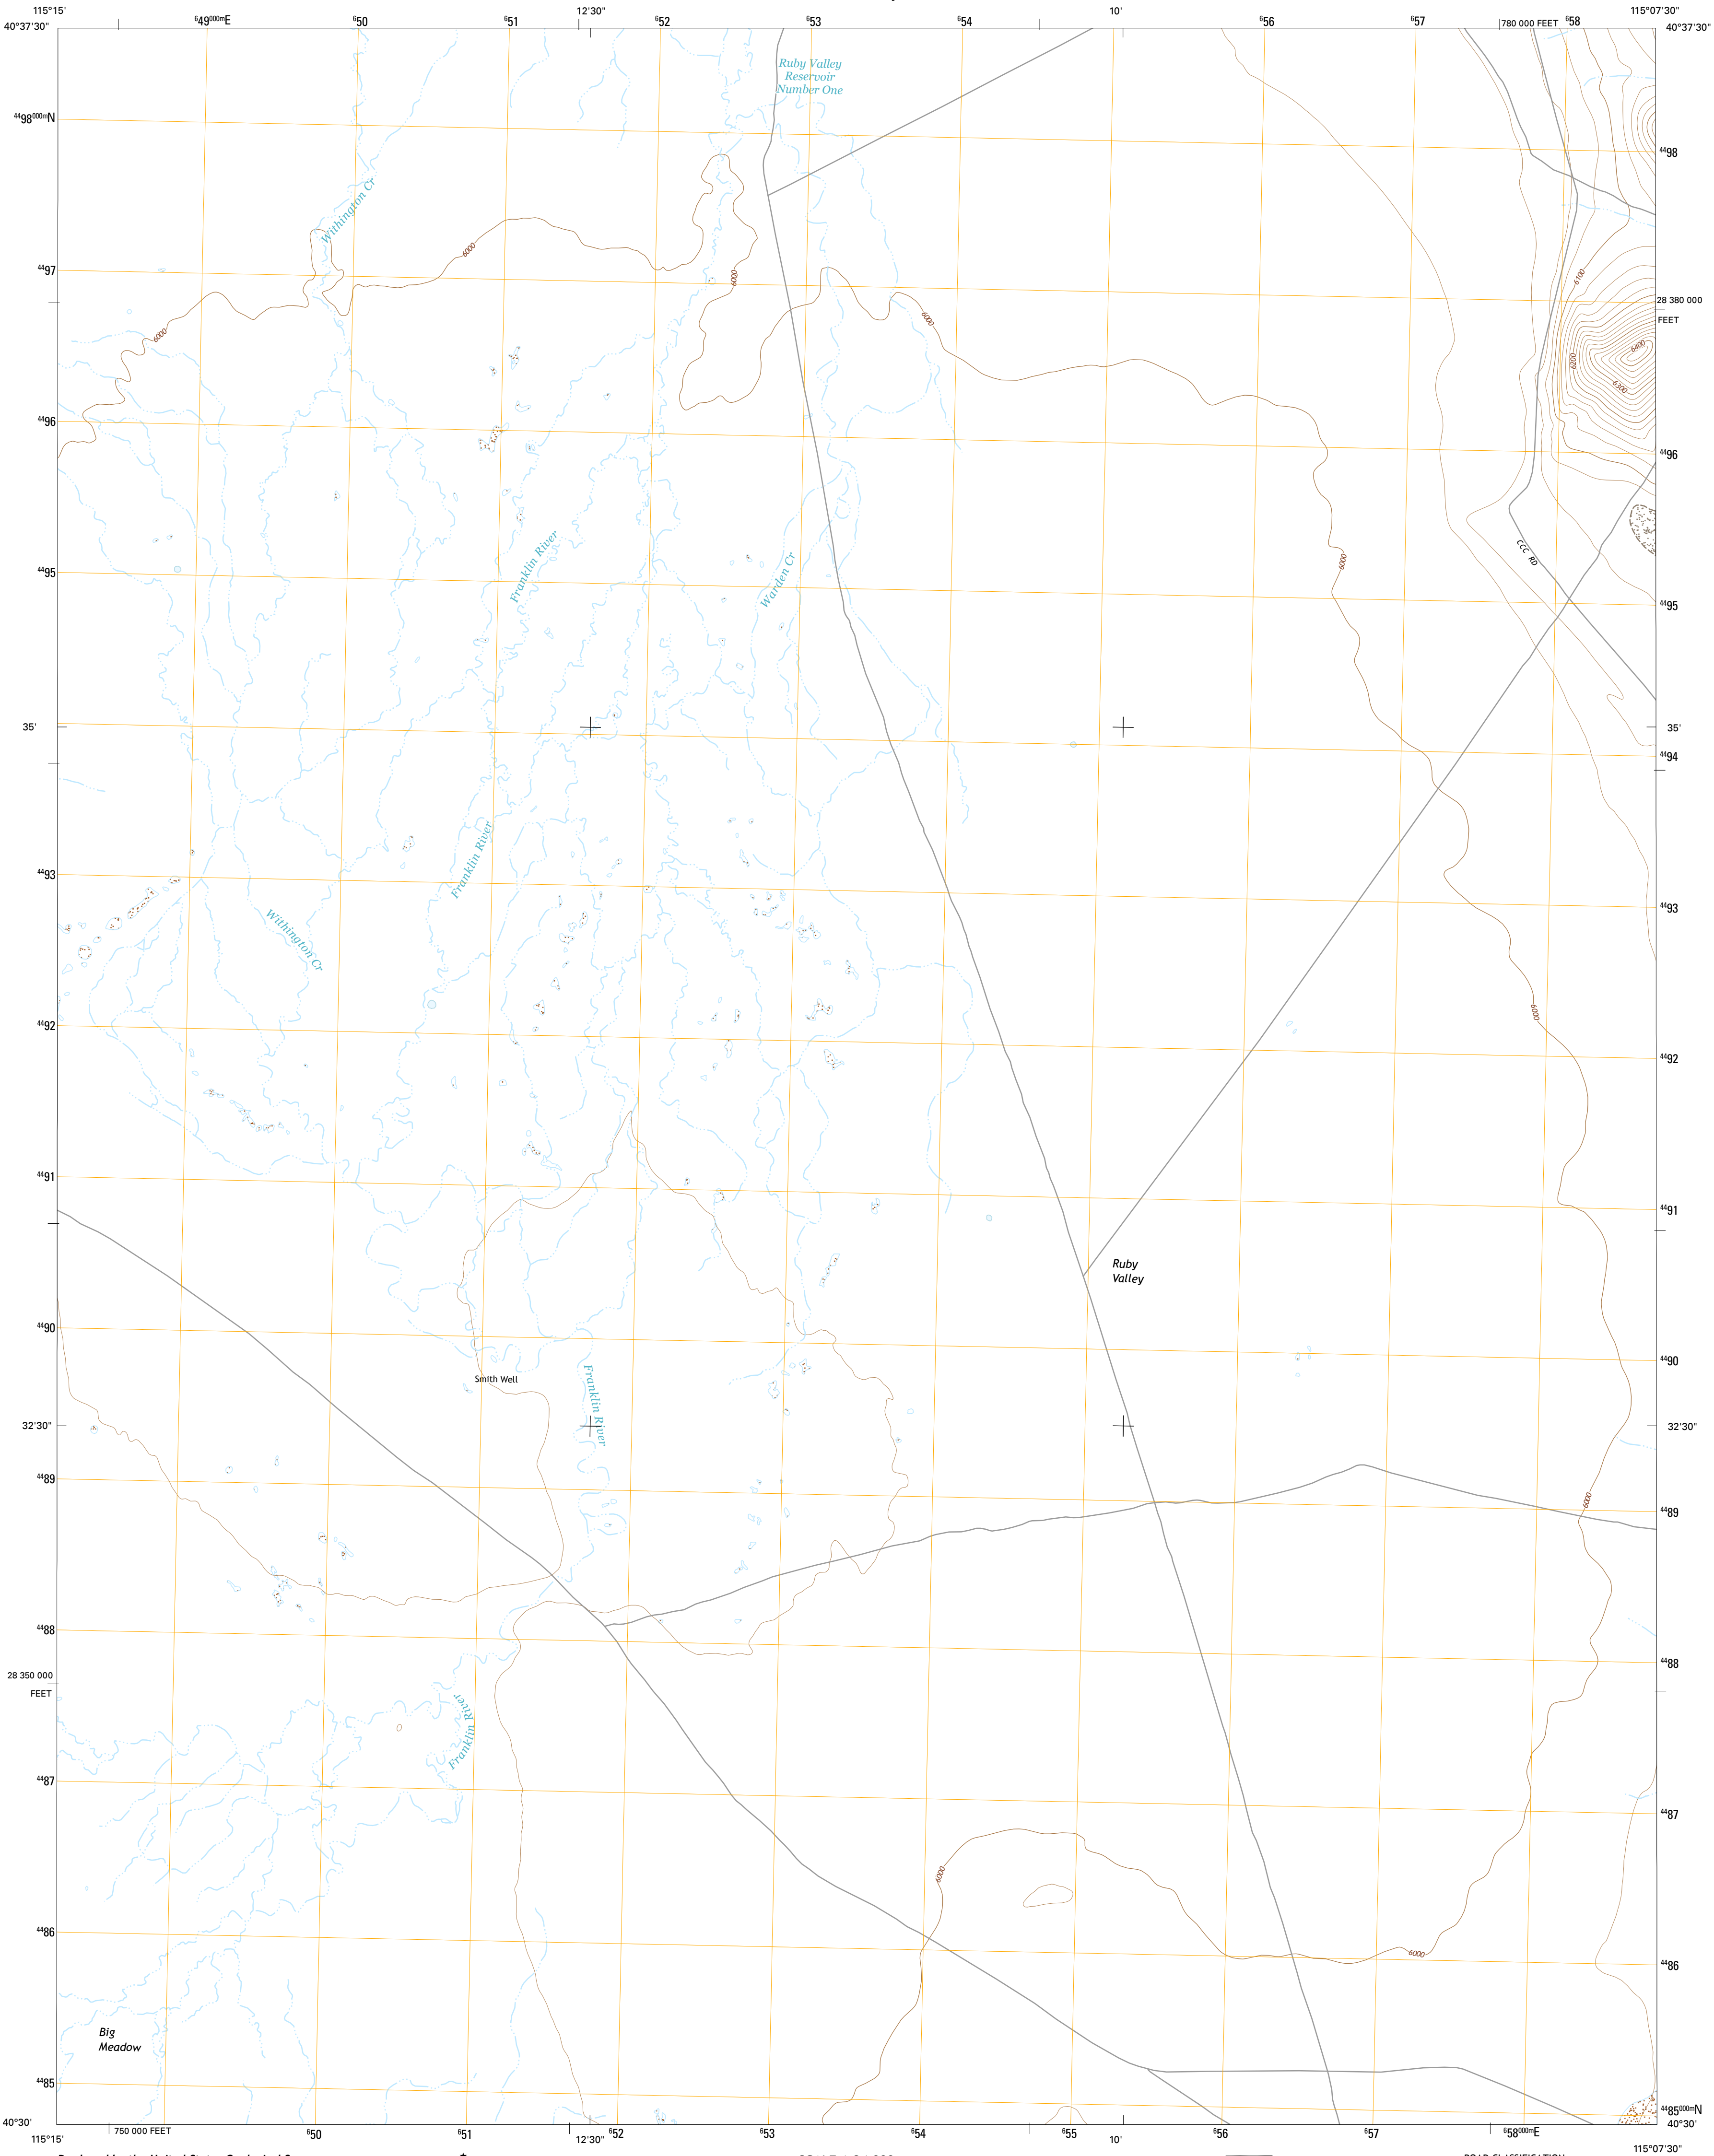 115°15'
⁶49⁰⁰⁰ᵐE
⁶50
⁶51
12'30"
⁶52
⁶53
⁶54
10'
⁶56
⁶57
780 000 FEET
⁶58
115°07'30"
40°37'30"
40°37'30"
Ruby Valley
Reservoir
Number One
⁴⁴98⁰⁰⁰ᵐN
⁴⁴98
Withington Cr
6000
6000
⁴⁴97
6100
28 380 000
FEET
6000
6000
6400
6200
6300
⁴⁴96
⁴⁴96
CCC RD
Franklin River
Warden Cr
6000
⁴⁴95
⁴⁴95
35'
35'
⁴⁴94
Franklin River
⁴⁴93
⁴⁴93
Withington Cr
6000
⁴⁴92
⁴⁴92
⁴⁴91
⁴⁴91
Ruby
Valley
⁴⁴90
⁴⁴90
Smith Well
Franklin River
32'30"
32'30"
⁴⁴89
6000
⁴⁴89
⁴⁴88
⁴⁴88
28 350 000
FEET
Franklin River
⁴⁴87
⁴⁴87
6000
⁴⁴86
6000
⁴⁴86
Big
Meadow
⁴⁴85
⁴⁴85⁰⁰⁰ᵐN
40°30'
40°30'
115°15'
750 000 FEET
⁶50
⁶51
12'30"
⁶52
⁶53
⁶54
⁶55
10'
⁶56
⁶57
⁶58⁰⁰⁰ᵐE
115°07'30"